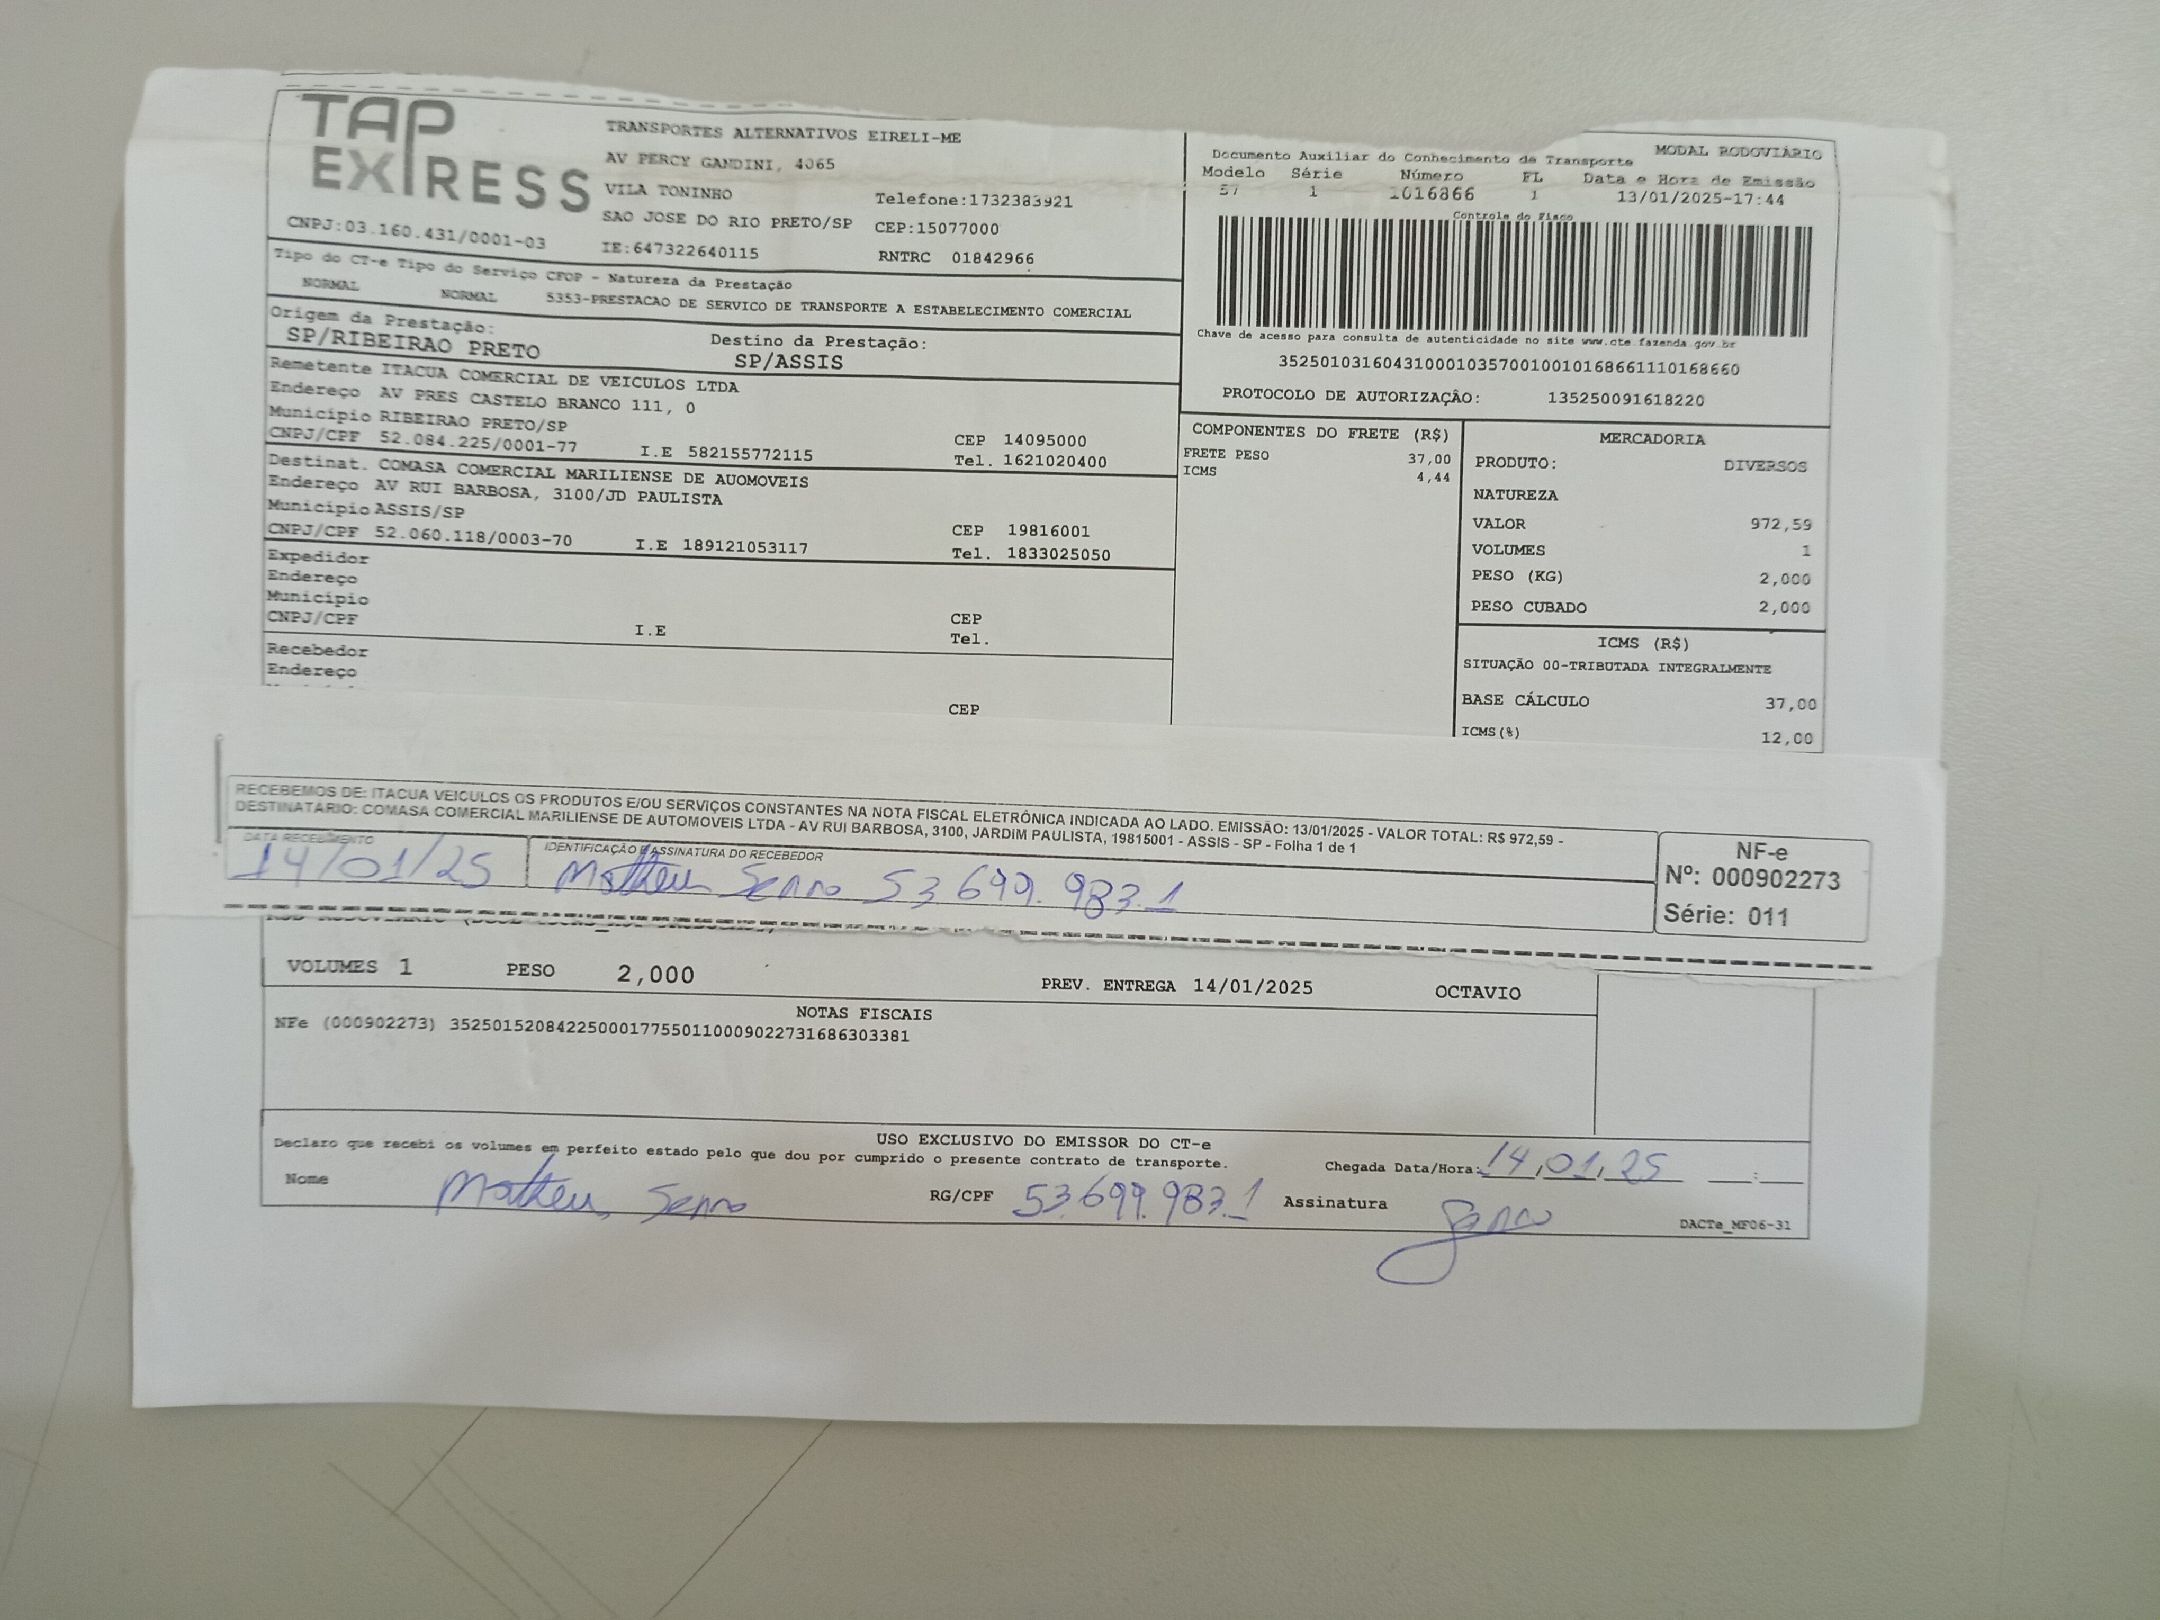 TAP
EXPRESS
CNPJ:03.160.431/0001-03
TRANSPORTES ALTERNATIVOS EIRELI-ME
AV PERCY GANDINI, 4065
VILA TONINHO
Telefone:1732383921
SAO JOSE DO RIO PRETO/SP CEP:15077000
IE:647322640115 RNTRC 01842966
Tipo do CT-e Tipo do Serviço CFOP - Natureza da Prestação
NORMAL NORMAL 5353-PRESTACAO DE SERVICO DE TRANSPORTE A ESTABELECIMENTO COMERCIAL
Origem da Prestação: Destino da Prestação:
SP/RIBEIRAO PRETO SP/ASSIS
Remetente ITACUA COMERCIAL DE VEICULOS LTDA
Endereço AV PRES CASTELO BRANCO 111, 0
Município RIBEIRAO PRETO/SP CEP 14095000
CNPJ/CPF 52.084.225/0001-77 I.E 582155772115 Tel. 1621020400
Destinat. COMASA COMERCIAL MARILIENSE DE AUOMOVEIS
Endereço AV RUI BARBOSA, 3100/JD PAULISTA
Município ASSIS/SP CEP 19816001
CNPJ/CPF 52.060.118/0003-70 I.E 189121053117 Tel. 1833025050
Expedidor
Endereço
Município CEP
CNPJ/CPF I.E Tel.
Recebedor
Endereço
CEP
MODAL RODOVIÁRIO
Documento Auxiliar do Conhecimento de Transporte
Modelo Série Número FL Data e Hora de Emissão
57 1 1016866 1 13/01/2025-17:44
Controle do Fisco
Chave de acesso para consulta de autenticidade no site www.cte.fazenda.gov.br
35250103160431000103570010010168661110168660
PROTOCOLO DE AUTORIZAÇÂO: 135250091618220
COMPONENTES DO FRETE (R$)
FRETE PESO 37,00
ICMS 4,44
MERCADORIA
PRODUTO: DIVERSOS
NATUREZA
VALOR 972,59
VOLUMES 1
PESO (KG) 2,000
PESO CUBADO 2,000
ICMS (R$)
SITUAÇÃO 00-TRIBUTADA INTEGRALMENTE
BASE CÁLCULO 37,00
ICMS(%) 12,00
RECEBEMOS DE: ITACUA VEICULOS OS PRODUTOS E/OU SERVIÇOS CONSTANTES NA NOTA FISCAL ELETRÔNICA INDICADA AO LADO. EMISSÃO: 13/01/2025 - VALOR TOTAL: R$ 972,59 -
DESTINATÁRIO: COMASA COMERCIAL MARILIENSE DE AUTOMOVEIS LTDA - AV RUI BARBOSA, 3100, JARDIM PAULISTA, 19815001 - ASSIS - SP - Folha 1 de 1
DATA RECEBIMENTO IDENTIFICAÇÃO E ASSINATURA DO RECEBEDOR
14/01/25 Matheus Senno 53 699.983.1
NF-e
Nº: 000902273
Série: 011
VOLUMES 1 PESO 2,000 PREV. ENTREGA 14/01/2025 OCTAVIO
NOTAS FISCAIS
NFe (000902273) 35250152084225000177550110009022731686303381
USO EXCLUSIVO DO EMISSOR DO CT-e
Declaro que recebi os volumes em perfeito estado pelo que dou por cumprido o presente contrato de transporte.
Chegada Data/Hora: 14/01/25 __:__
Nome Matheus Senno RG/CPF 53.699.983.1 Assinatura
DACTe_MF06-31